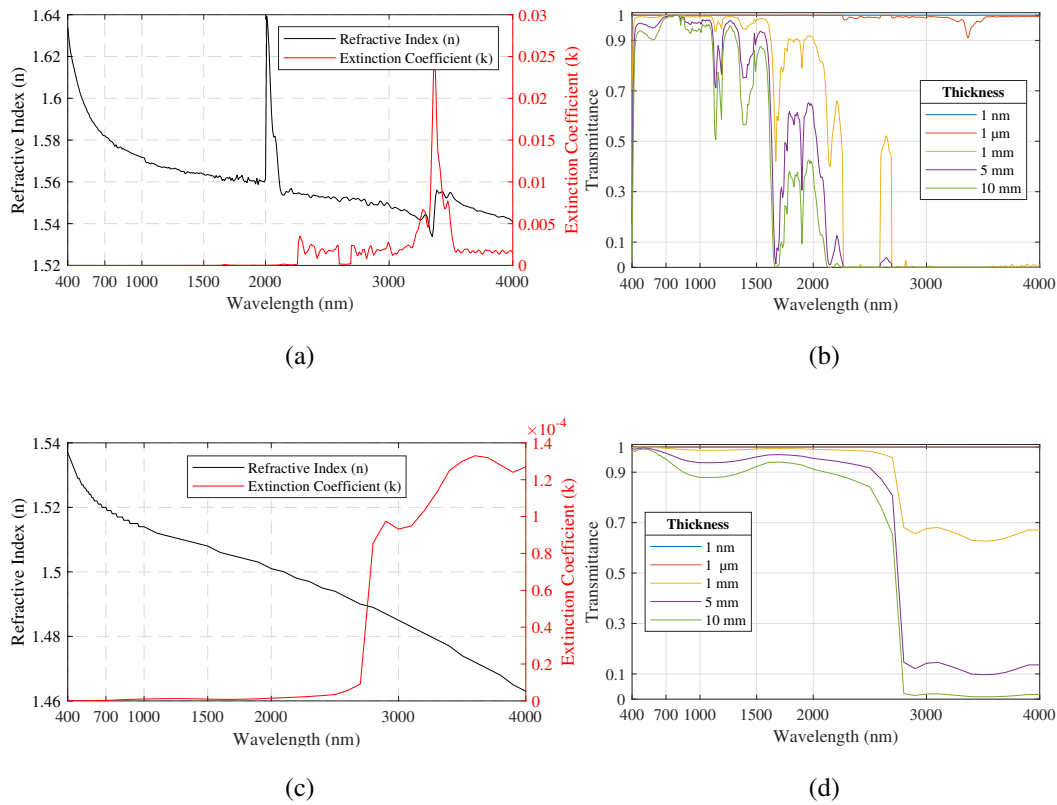 1.64
1.62
1.6
1.58
1.56
1.54
1.52
Refractive Index (n)
0.03
0.025
0.02
0.015
0.01
0.005
0
Extinction Coefficient (k)
Refractive Index (n)
Extinction Coefficient (k)
400 700 1000 1500 2000 3000 4000
Wavelength (nm)
(a)
1
0.9
0.7
0.5
0.3
0.1
0
Transmittance
Thickness
1 nm
1 µm
1 mm
5 mm
10 mm
400 700 1000 1500 2000 3000 4000
Wavelength (nm)
(b)
1.54
1.52
1.5
1.48
1.46
Refractive Index (n)
×10⁻⁴
1.4
1.2
1
0.8
0.6
0.4
0.2
0
Extinction Coefficient (k)
Refractive Index (n)
Extinction Coefficient (k)
400 700 1000 1500 2000 3000 4000
Wavelength (nm)
(c)
1
0.9
0.7
0.5
0.3
0.1
0
Transmittance
Thickness
1 nm
1 µm
1 mm
5 mm
10 mm
400 700 1000 1500 2000 3000 4000
Wavelength (nm)
(d)